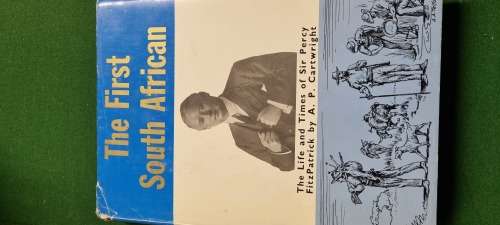 The First
South African
The Life and Times of Sir Percy
FitzPatrick by A. P. Cartwright